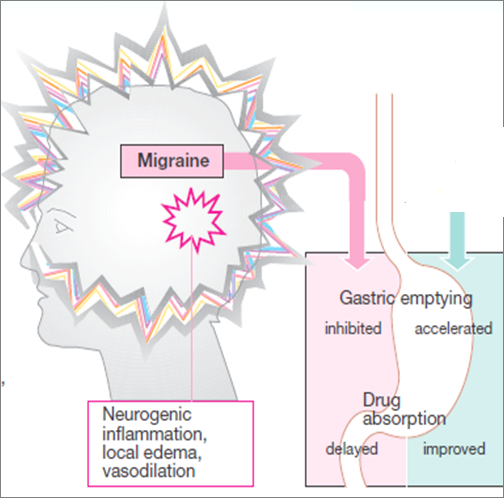 Migraine
Gastric emptying
inhibited accelerated
Drug
absorption
delayed improved
Neurogenic
inflammation,
local edema,
vasodilation
,